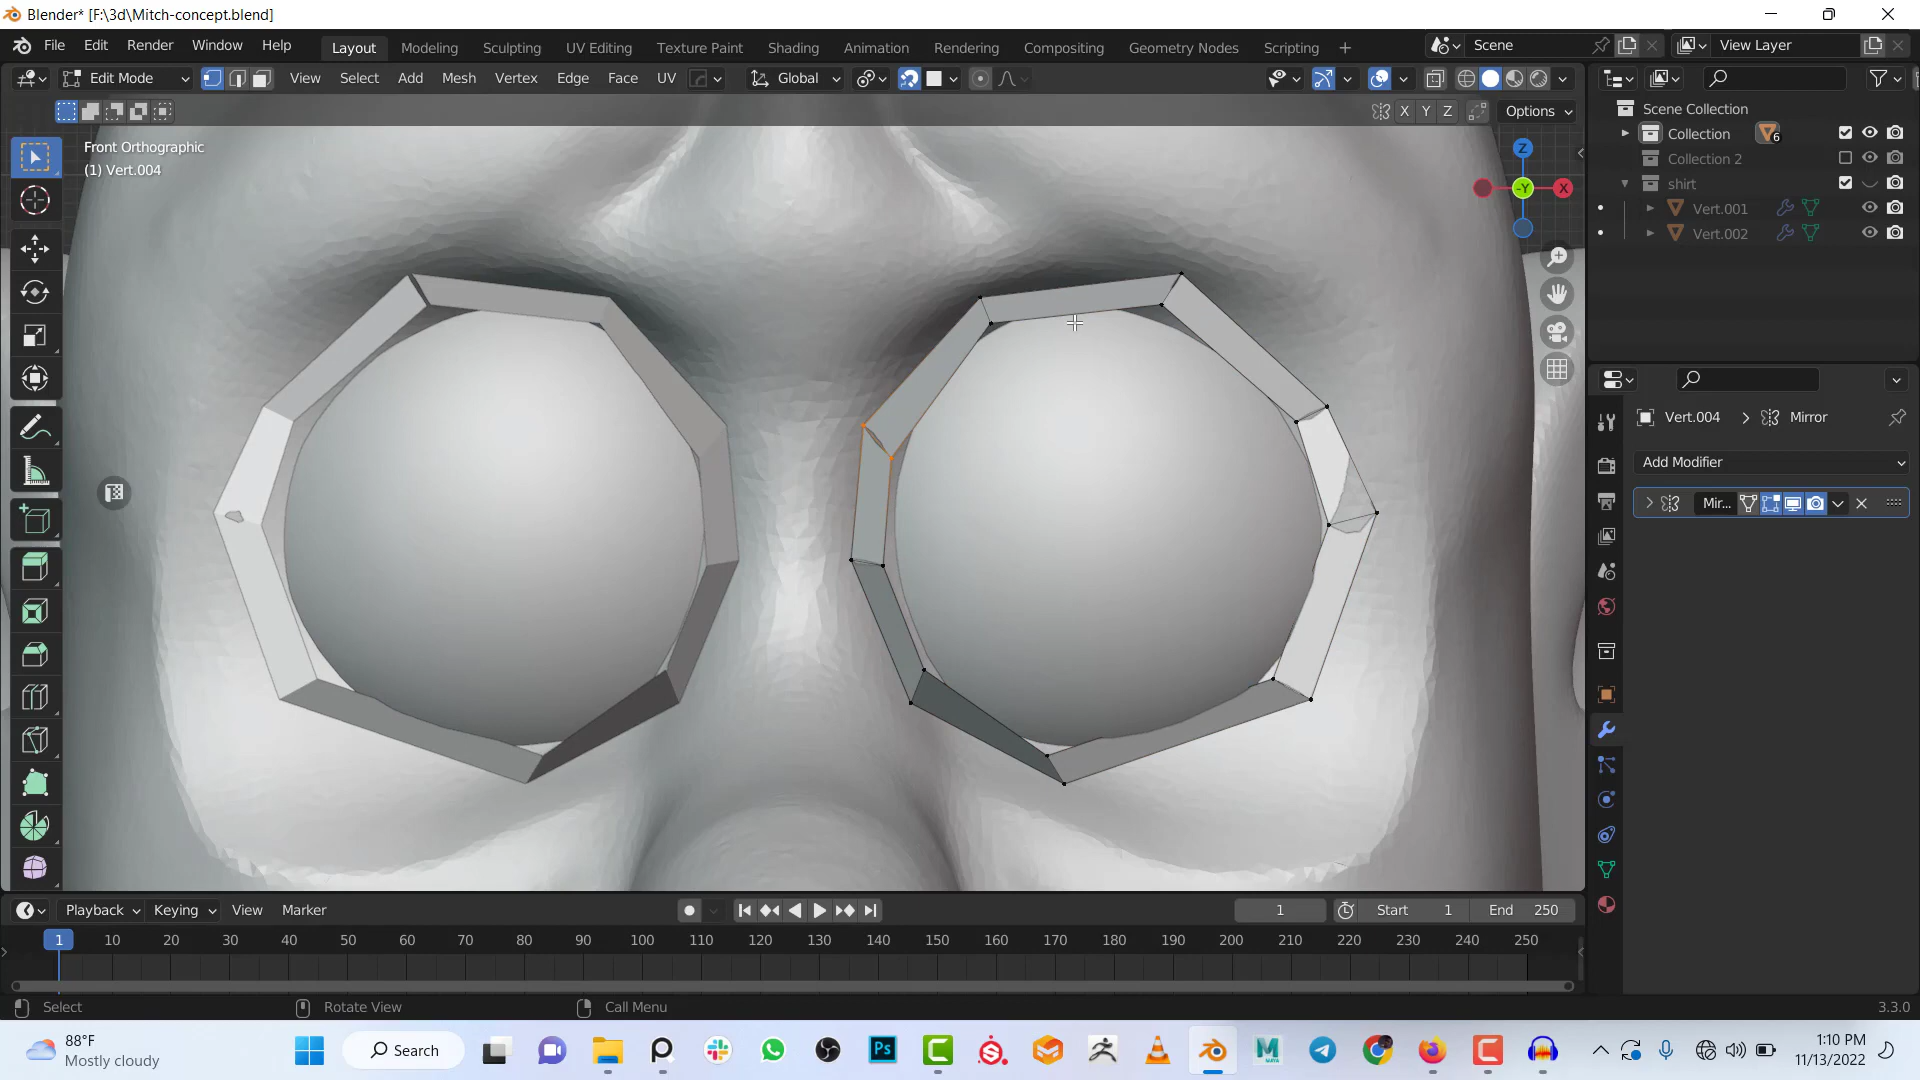 Blender* [F:\3d\Mitch-concept.blend]
File Edit Render Window Help Layout Modeling Sculpting UV Editing Texture Paint Shading Animation Rendering Compositing Geometry Nodes Scripting + Scene View Layer
Edit Mode View Select Add Mesh Vertex Edge Face UV Global
X Y Z Options
Front Orthographic
(1) Vert.004
Z
-Y X
Scene Collection
Collection 6
Collection 2
shirt
Vert.001
Vert.002
Vert.004 > Mirror
Add Modifier
Mir...
Playback Keying View Marker 1 Start 1 End 250
1 10 20 30 40 50 60 70 80 90 100 110 120 130 140 150 160 170 180 190 200 210 220 230 240 250
Select Rotate View Call Menu 3.3.0
88°F
Mostly cloudy
Search
Ps
MAYA
1:10 PM
11/13/2022